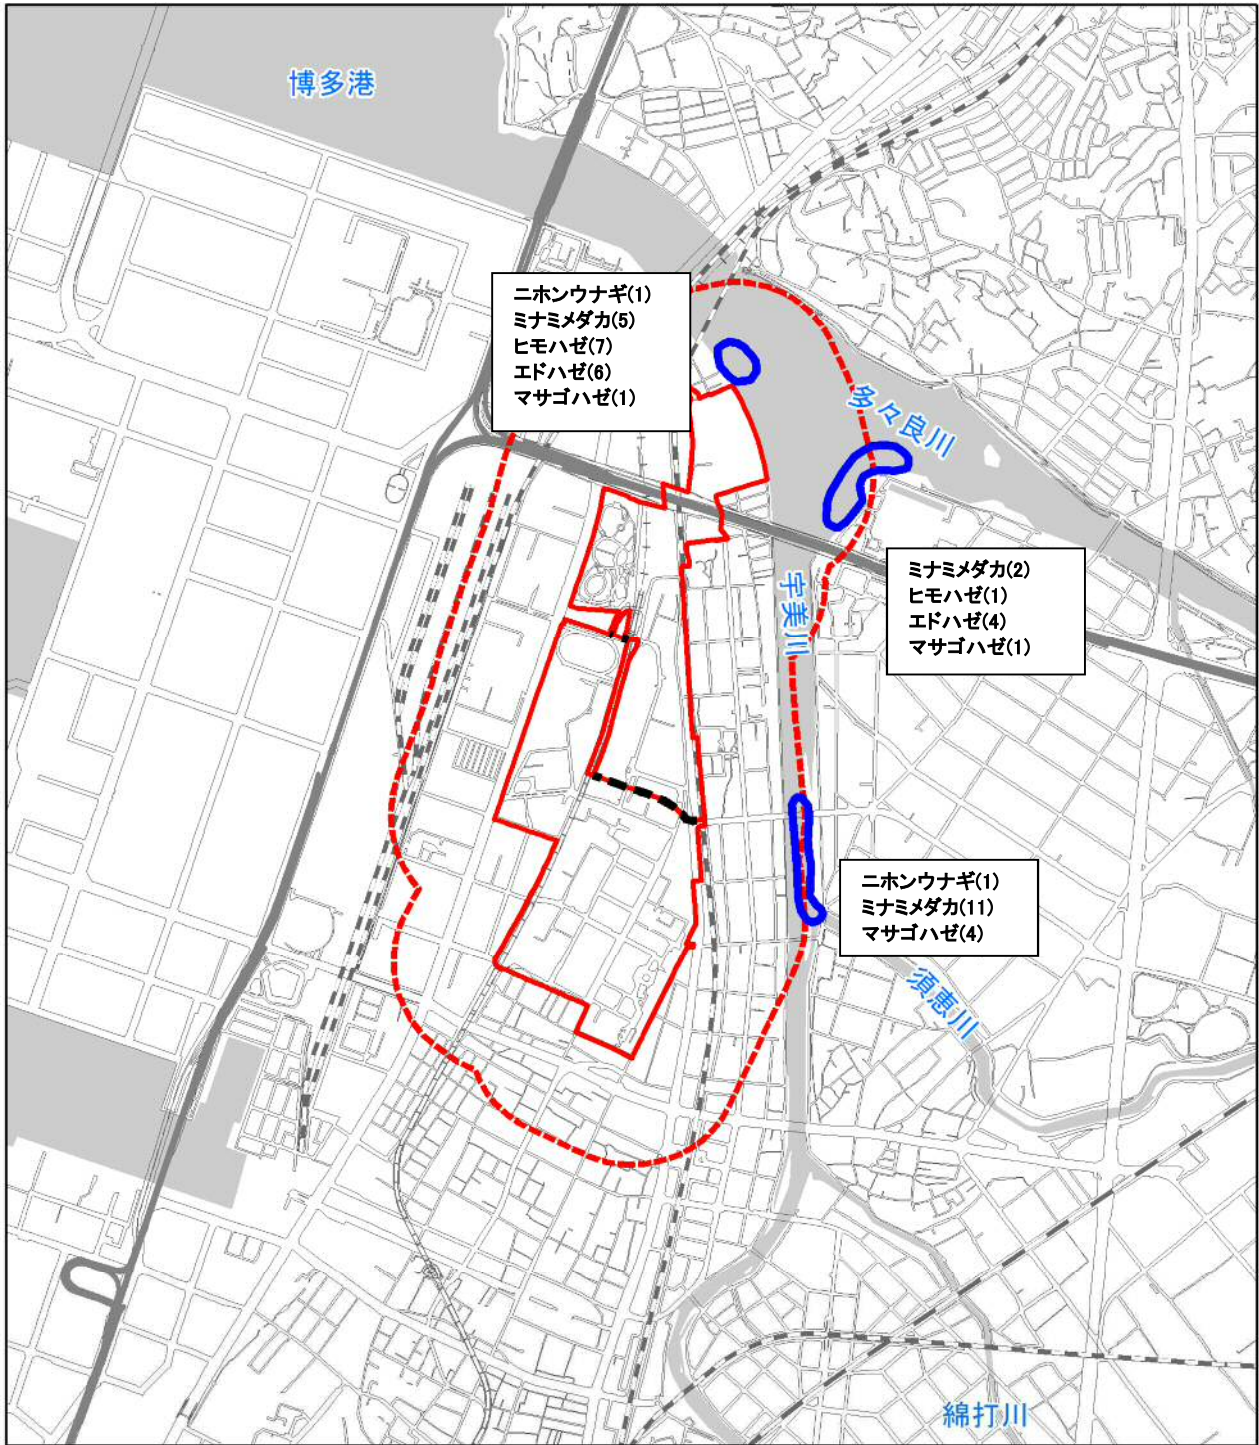 博多港
ニホンウナギ(1)
ミナミメダカ(5)
ヒモハゼ(7)
エドハゼ(6)
マサゴハゼ(1)
多々良川
ミナミメダカ(2)
ヒモハゼ(1)
エドハゼ(4)
マサゴハゼ(1)
宇美川
ニホンウナギ(1)
ミナミメダカ(11)
マサゴハゼ(4)
須恵川
綿打川